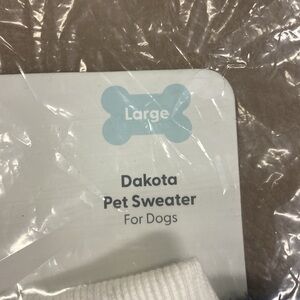 Large
Dakota
Pet Sweater
For Dogs